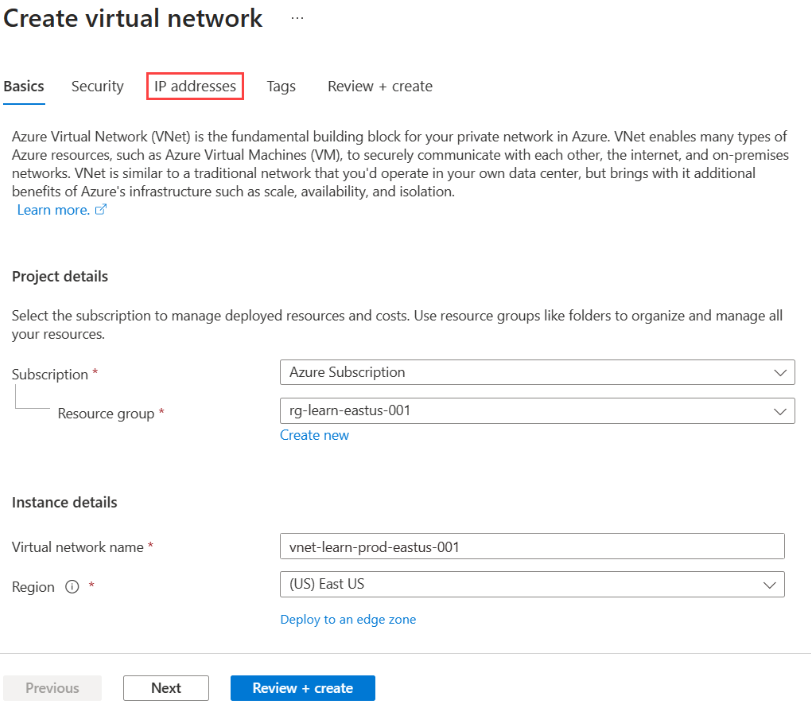 Create virtual network ...
Basics Security IP addresses Tags Review + create
Azure Virtual Network (VNet) is the fundamental building block for your private network in Azure. VNet enables many types of
Azure resources, such as Azure Virtual Machines (VM), to securely communicate with each other, the internet, and on-premises
networks. VNet is similar to a traditional network that you'd operate in your own data center, but brings with it additional
benefits of Azure's infrastructure such as scale, availability, and isolation.
Learn more.
Project details
Select the subscription to manage deployed resources and costs. Use resource groups like folders to organize and manage all
your resources.
Subscription * Azure Subscription
Resource group * rg-learn-eastus-001
Create new
Instance details
Virtual network name * vnet-learn-prod-eastus-001
Region * (US) East US
Deploy to an edge zone
Previous Next Review + create